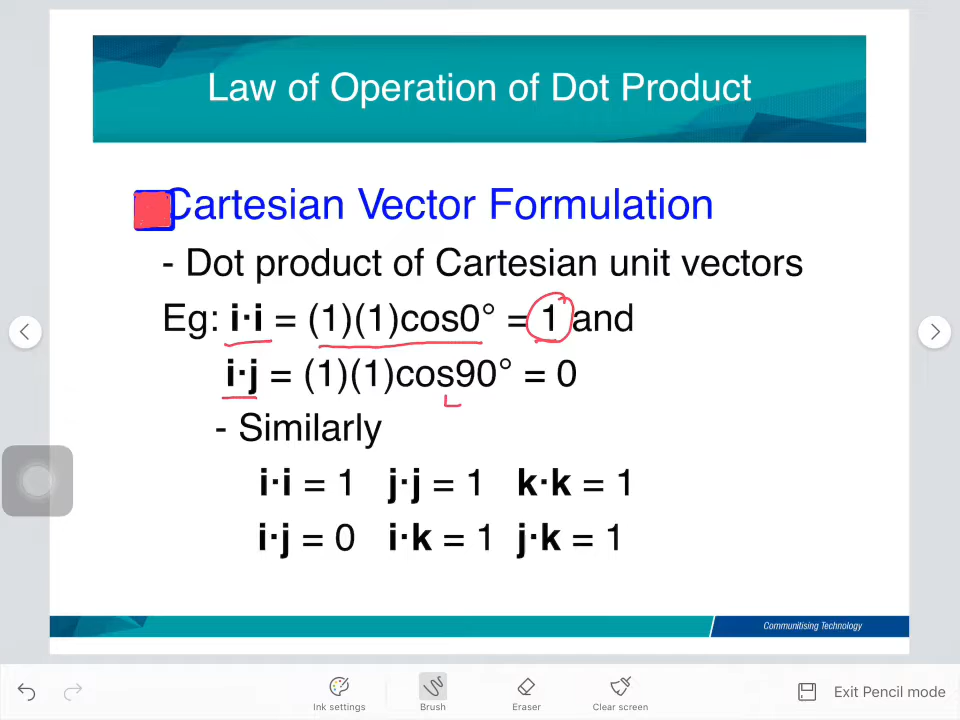 Law of Operation of Dot Product
Cartesian Vector Formulation
- Dot product of Cartesian unit vectors
Eg: i·i = (1)(1)cos0° = 1 and
i·j = (1)(1)cos90° = 0
- Similarly
i·i = 1 j·j = 1 k·k = 1
i·j = 0 i·k = 1 j·k = 1
Communitising Technology
Ink settings Brush Eraser Clear screen Exit Pencil mode